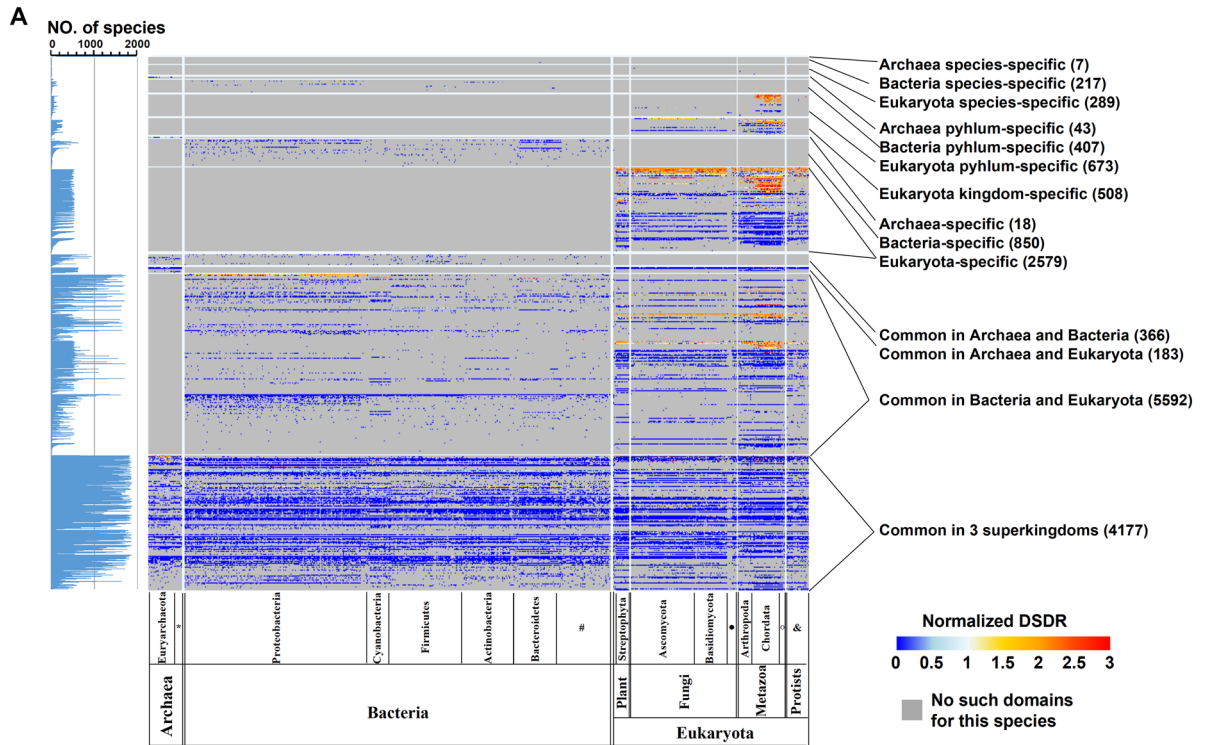 A
NO. of species
0 1000 2000
Archaea species-specific (7)
Bacteria species-specific (217)
Eukaryota species-specific (289)
Archaea pyhlum-specific (43)
Bacteria pyhlum-specific (407)
Eukaryota pyhlum-specific (673)
Eukaryota kingdom-specific (508)
Archaea-specific (18)
Bacteria-specific (850)
Eukaryota-specific (2579)
Common in Archaea and Bacteria (366)
Common in Archaea and Eukaryota (183)
Common in Bacteria and Eukaryota (5592)
Common in 3 superkingdoms (4177)
Euryarchaeota
*
Proteobacteria
Cyanobacteria
Firmicutes
Actinobacteria
Bacteroidetes
#
Streptophyta
Ascomycota
Basidiomycota
●
Arthropoda
Chordata
○
&
Archaea
Bacteria
Plant
Fungi
Metazoa
Protists
Eukaryota
Normalized DSDR
0 0.5 1 1.5 2 2.5 3
No such domains
for this species